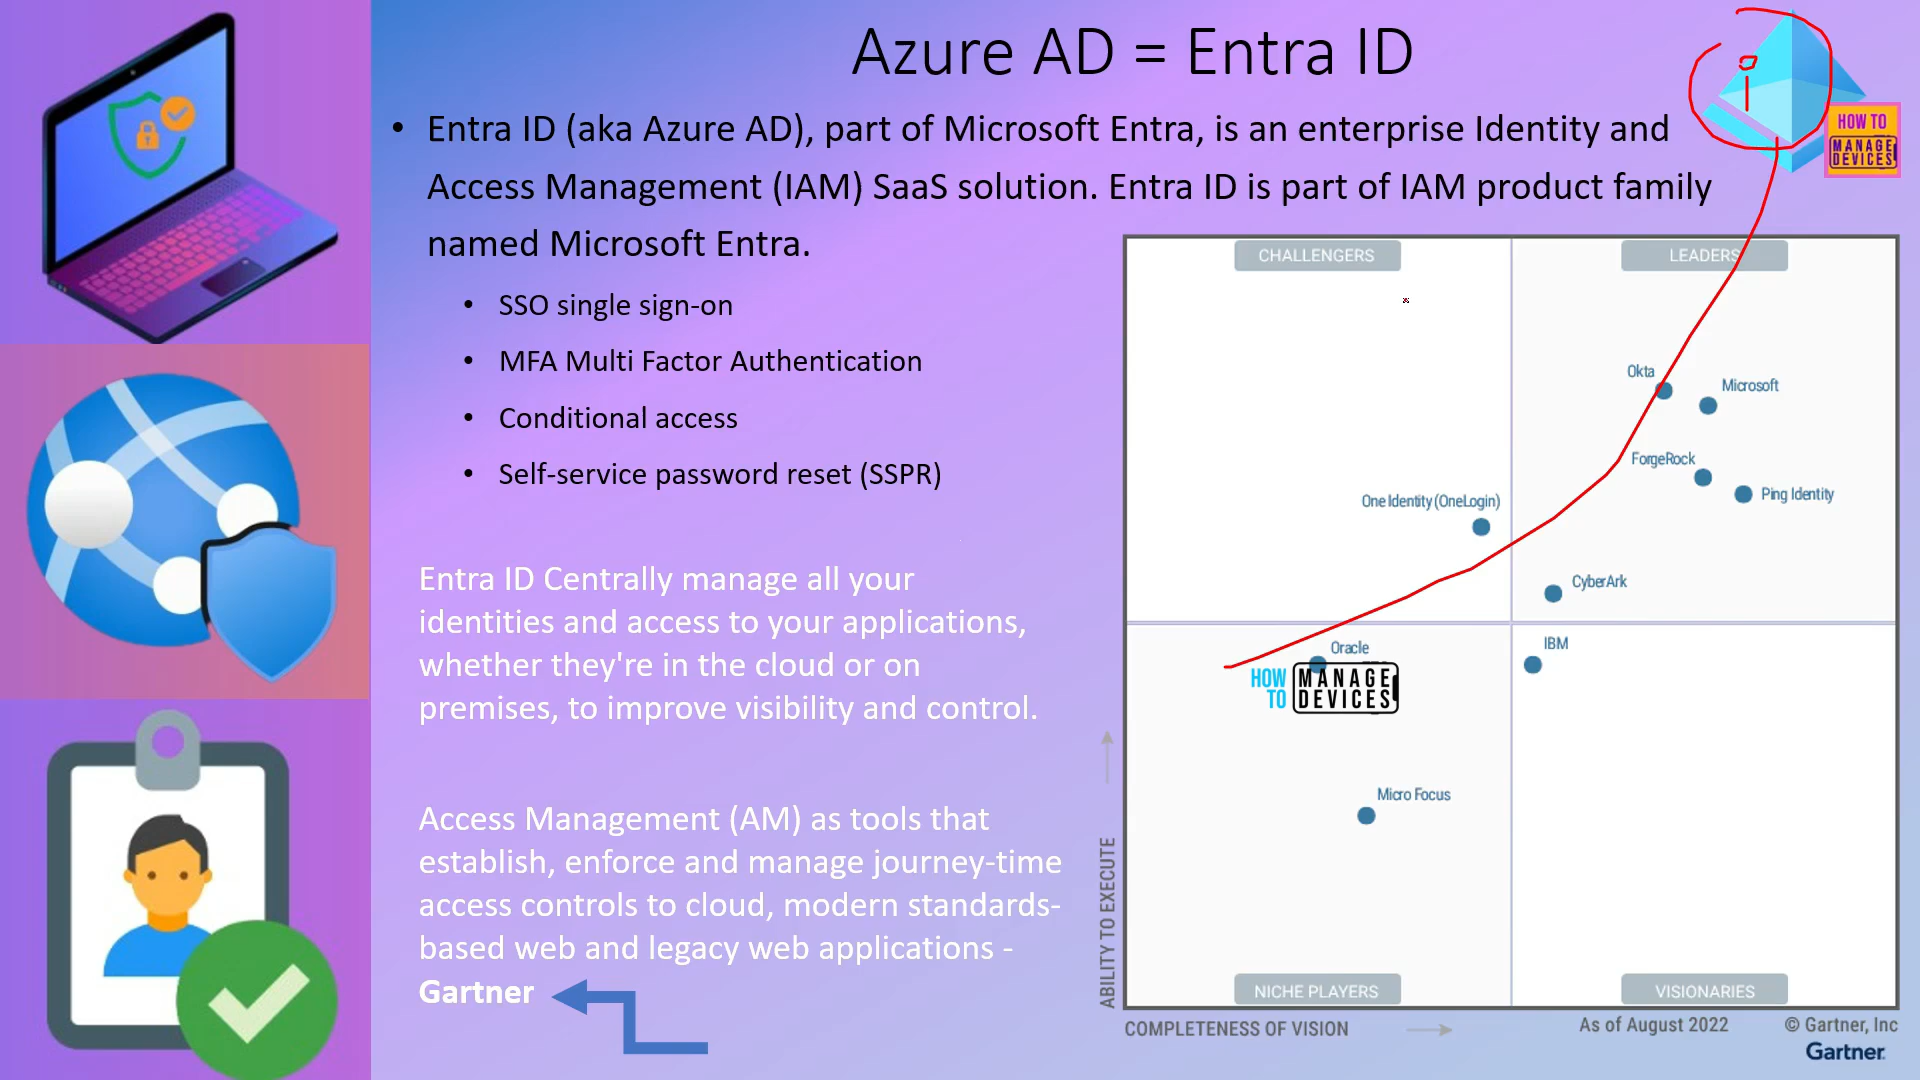 Azure AD = Entra ID
i
HOW TO
MANAGE
DEVICES
• Entra ID (aka Azure AD), part of Microsoft Entra, is an enterprise Identity and
Access Management (IAM) SaaS solution. Entra ID is part of IAM product family
named Microsoft Entra.
• SSO single sign-on
• MFA Multi Factor Authentication
• Conditional access
• Self-service password reset (SSPR)
Entra ID Centrally manage all your
identities and access to your applications,
whether they're in the cloud or on
premises, to improve visibility and control.
Access Management (AM) as tools that
establish, enforce and manage journey-time
access controls to cloud, modern standards-
based web and legacy web applications -
Gartner
CHALLENGERS
LEADERS
Okta
Microsoft
ForgeRock
Ping Identity
One Identity (OneLogin)
CyberArk
Oracle
IBM
HOW TO
MANAGE
DEVICES
Micro Focus
NICHE PLAYERS
VISIONARIES
ABILITY TO EXECUTE
COMPLETENESS OF VISION
As of August 2022
© Gartner, Inc
Gartner